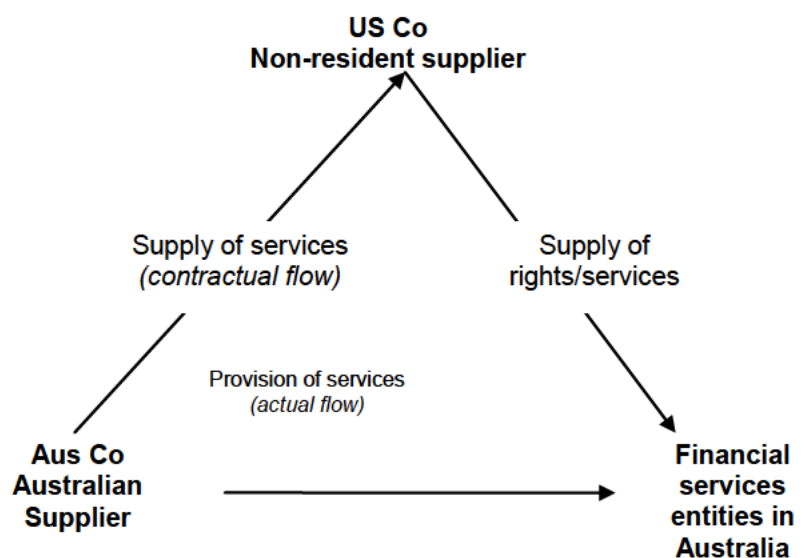 US Co
Non-resident supplier
Supply of services
(contractual flow)
Supply of
rights/services
Provision of services
(actual flow)
Aus Co
Australian
Supplier
Financial
services
entities in
Australia